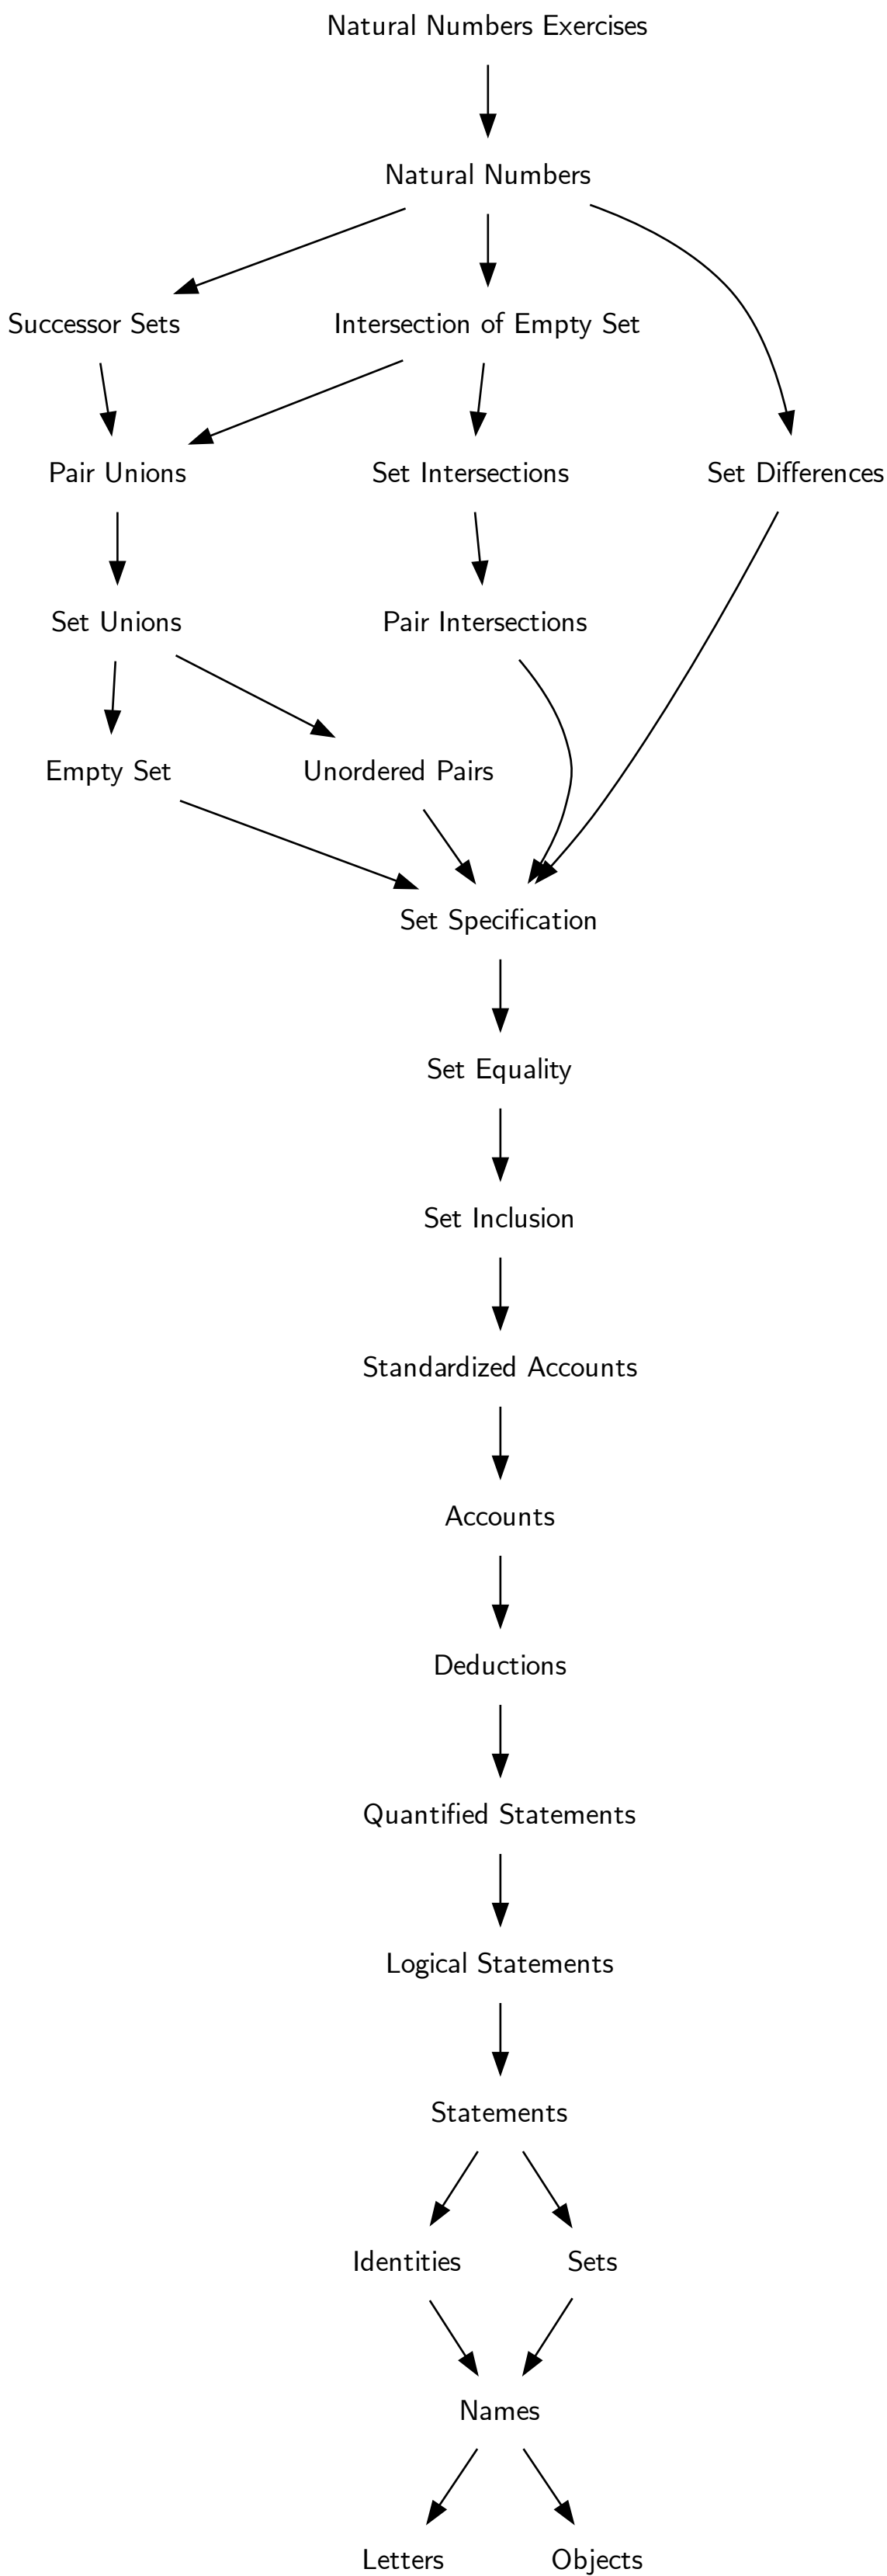 Natural Numbers Exercises
Natural Numbers
Successor Sets
Intersection of Empty Set
Pair Unions
Set Intersections
Set Differences
Set Unions
Pair Intersections
Empty Set
Unordered Pairs
Set Specification
Set Equality
Set Inclusion
Standardized Accounts
Accounts
Deductions
Quantified Statements
Logical Statements
Statements
Identities
Sets
Names
Letters
Objects